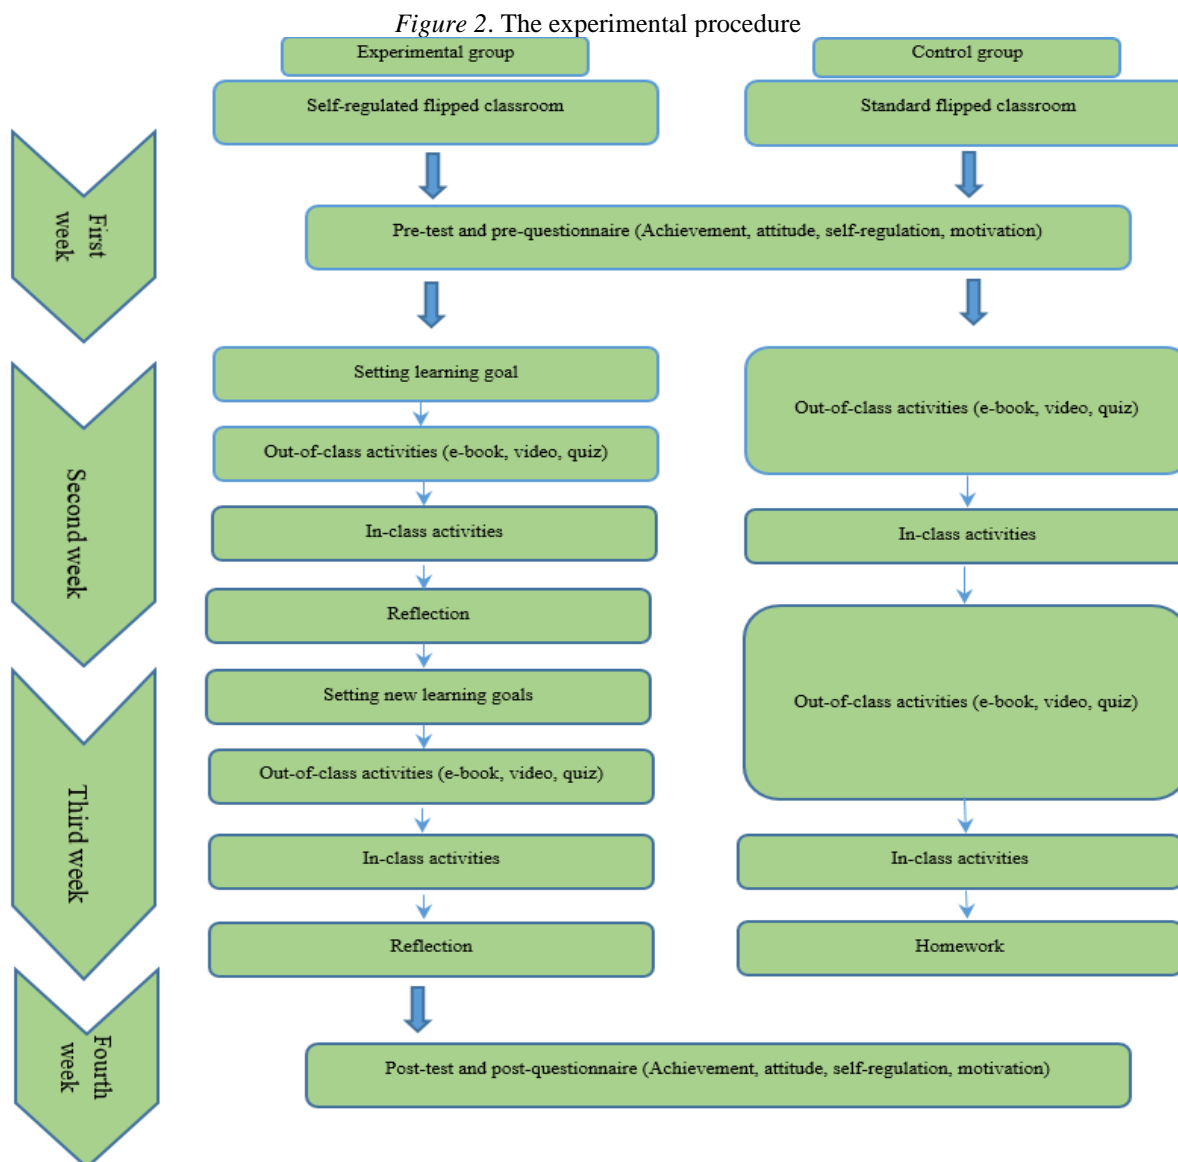 Figure 2. The experimental procedure
Experimental group
Control group
Self-regulated flipped classroom
Standard flipped classroom
First
week
Pre-test and pre-questionnaire (Achievement, attitude, self-regulation, motivation)
Second week
Setting learning goal
Out-of-class activities (e-book, video, quiz)
Out-of-class activities (e-book, video, quiz)
In-class activities
In-class activities
Reflection
Third week
Setting new learning goals
Out-of-class activities (e-book, video, quiz)
Out-of-class activities (e-book, video, quiz)
In-class activities
In-class activities
Reflection
Homework
Fourth
week
Post-test and post-questionnaire (Achievement, attitude, self-regulation, motivation)